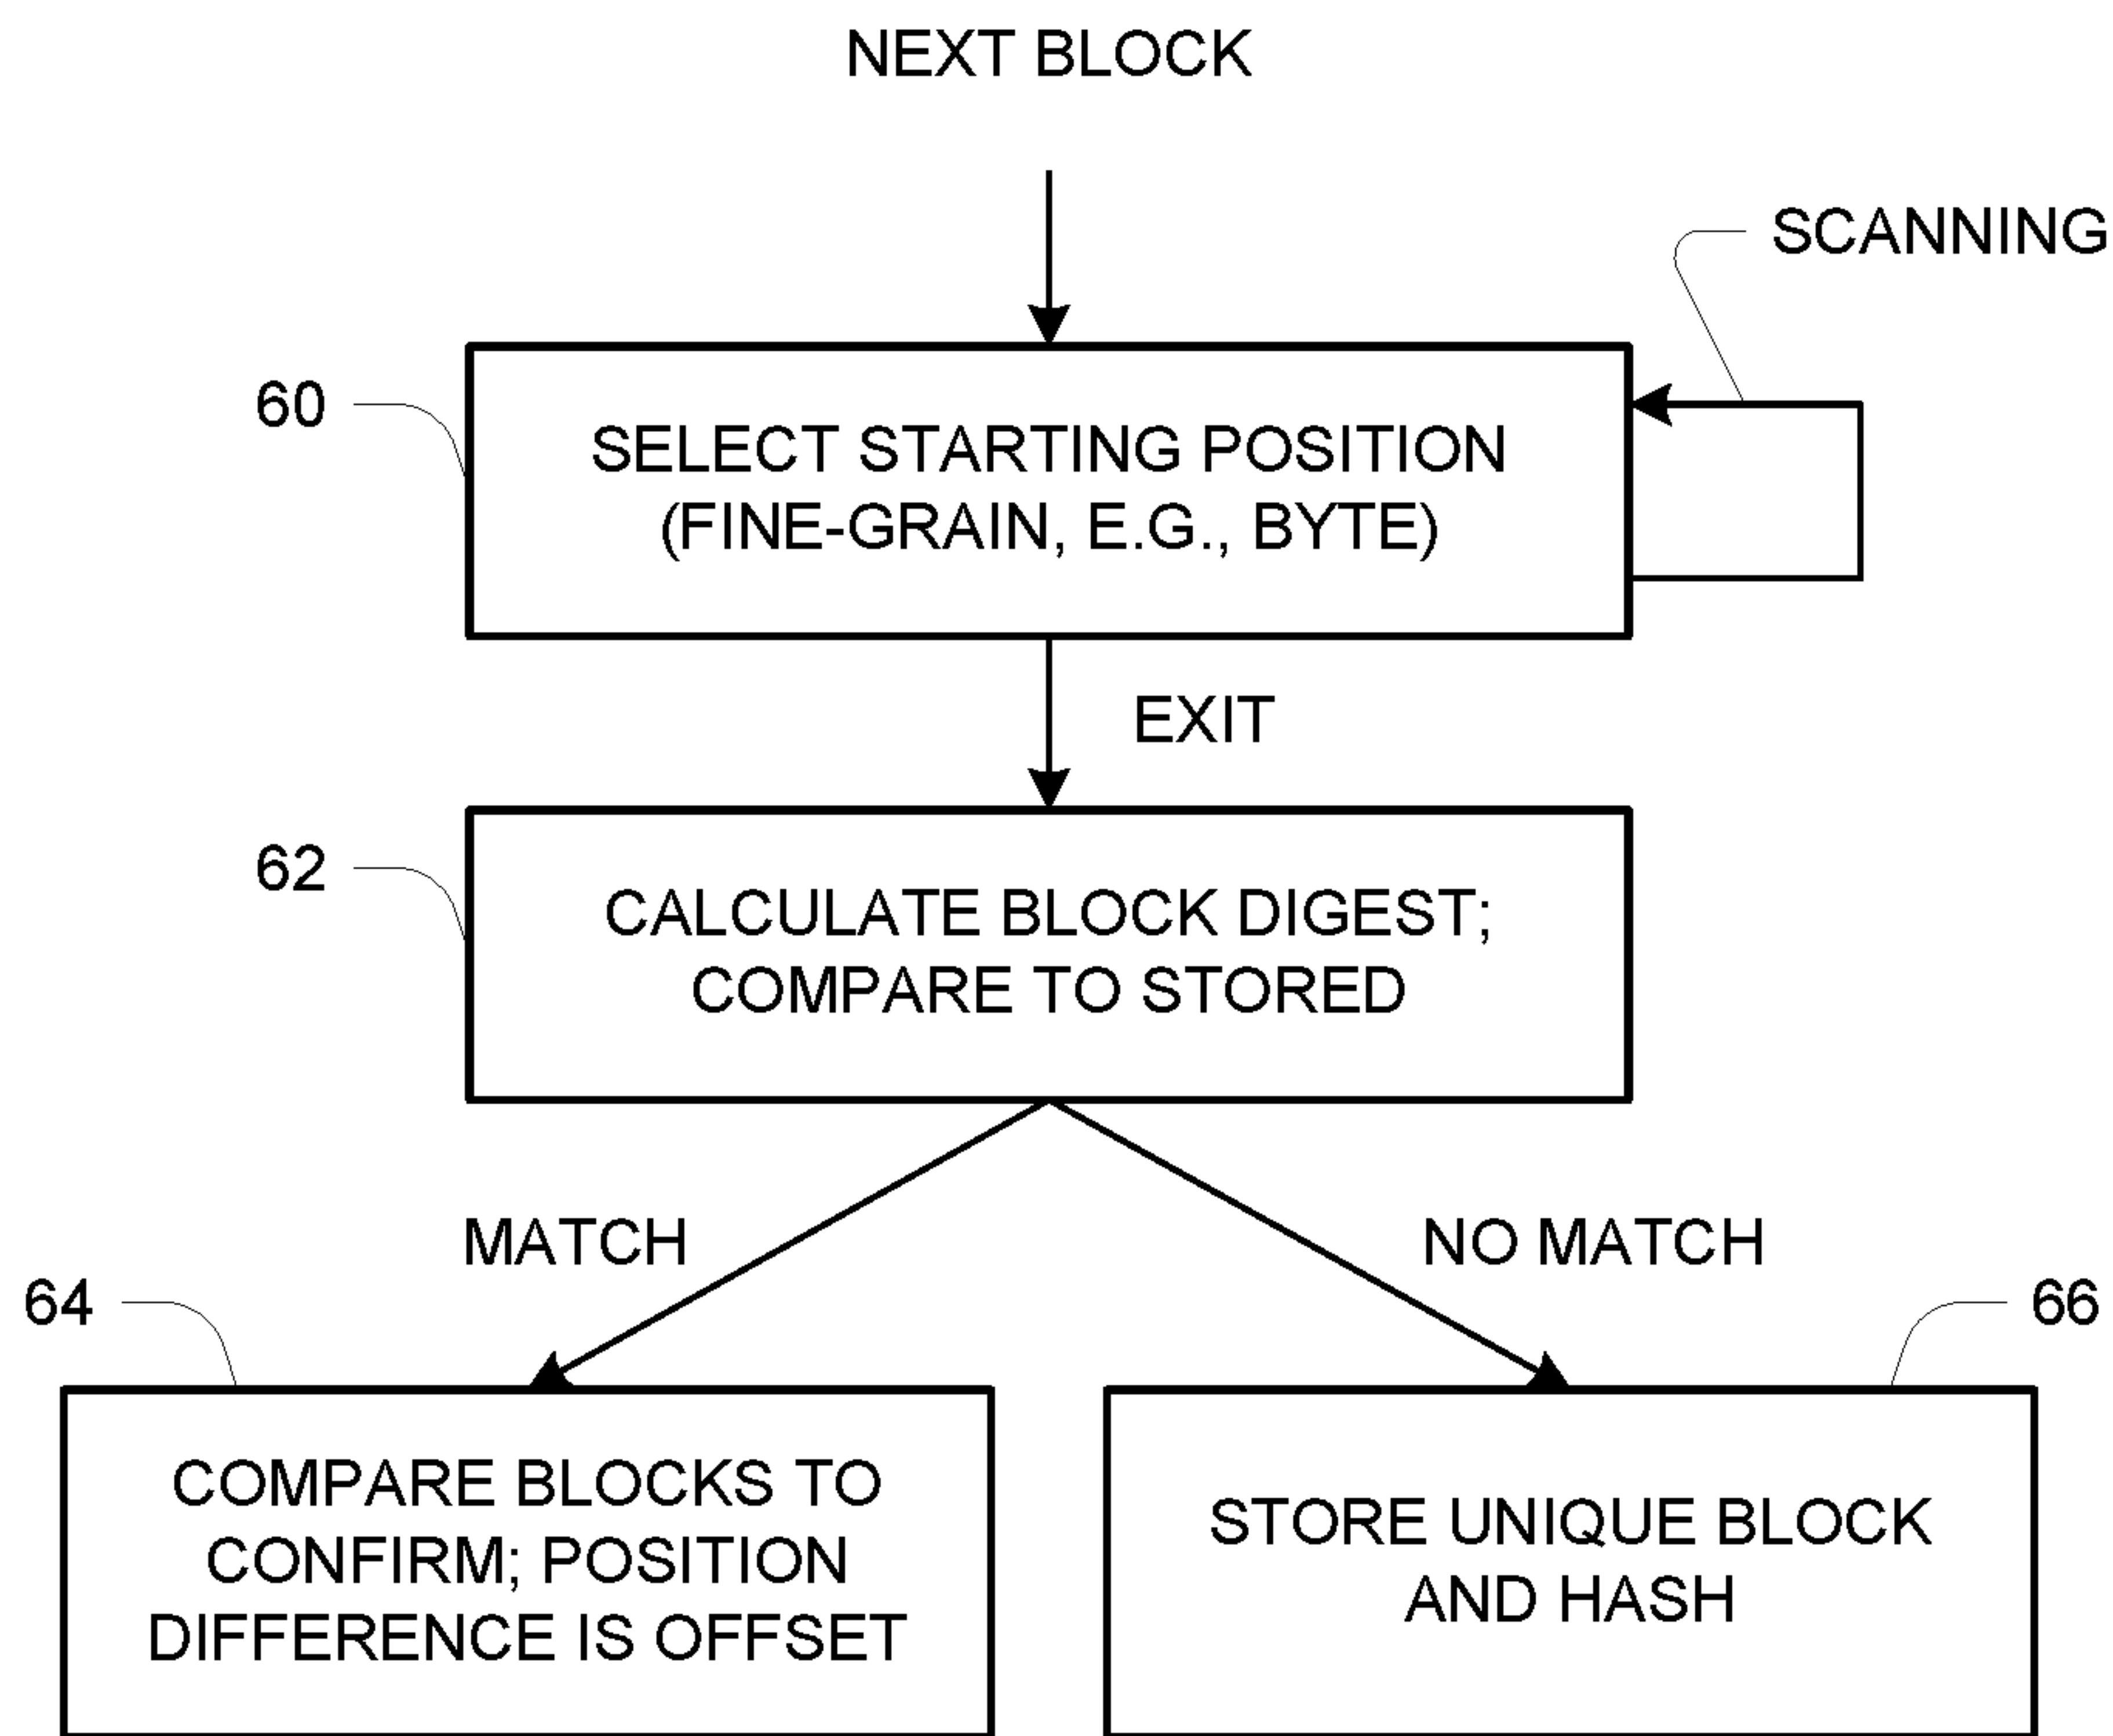 NEXT BLOCK
SCANNING
60
SELECT STARTING POSITION
(FINE-GRAIN, E.G., BYTE)
EXIT
62
CALCULATE BLOCK DIGEST;
COMPARE TO STORED
MATCH
NO MATCH
64
66
COMPARE BLOCKS TO
CONFIRM; POSITION
DIFFERENCE IS OFFSET
STORE UNIQUE BLOCK
AND HASH